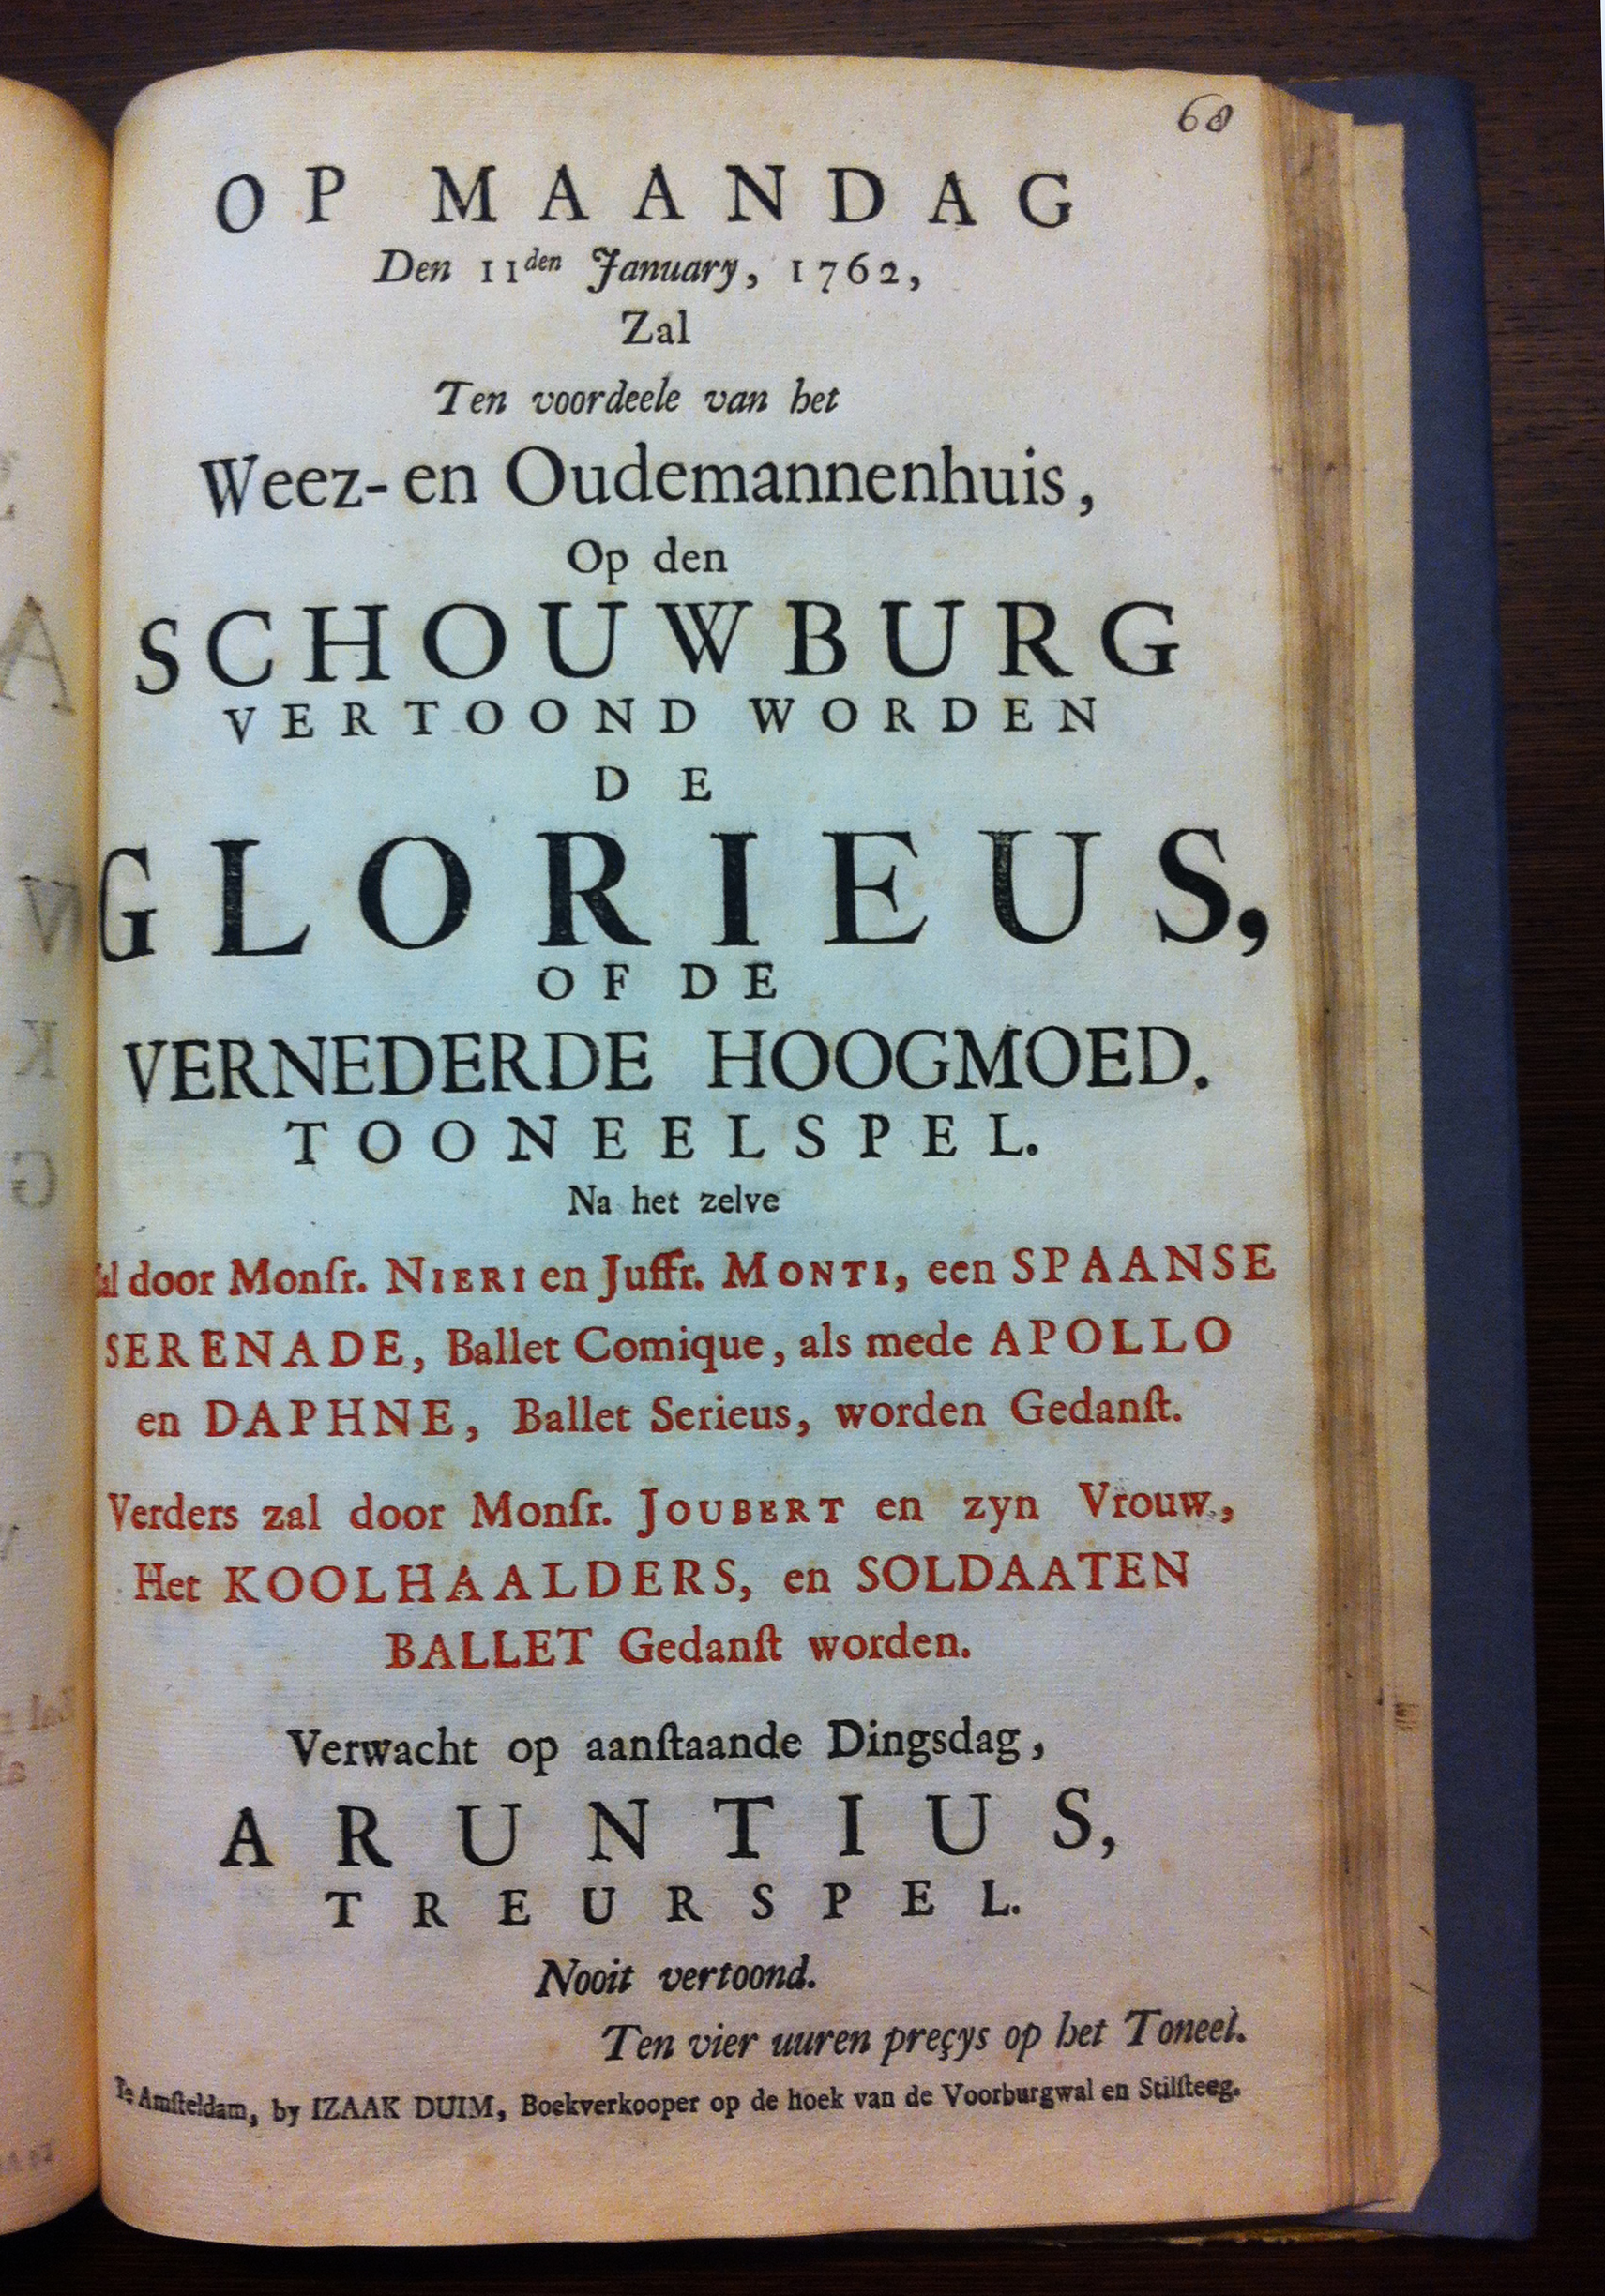 68
OP MAANDAG
Den 11den January, 1762,
Zal
Ten voordeele van het
Weez- en Oudemannenhuis,
Op den
SCHOUWBURG
VERTOOND WORDEN
DE
GLORIEUS,
OF DE
VERNEDERDE HOOGMOED.
TOONEELSPEL.
Na het zelve
Zal door Monſr. NIERI en Juffr. MONTI, een SPAANSE
SERENADE, Ballet Comique, als mede APOLLO
en DAPHNE, Ballet Serieus, worden Gedanſt.
Verders zal door Monſr. JOUBERT en zyn Vrouw,
Het KOOLHAALDERS, en SOLDAATEN
BALLET Gedanſt worden.
Verwacht op aanſtaande Dingsdag,
ARUNTIUS,
TREURSPEL.
Nooit vertoond.
Ten vier uuren preçys op het Toneel.
Te Amſteldam, by IZAAK DUIM, Boekverkooper op de hoek van de Voorburgwal en Stilſteeg.